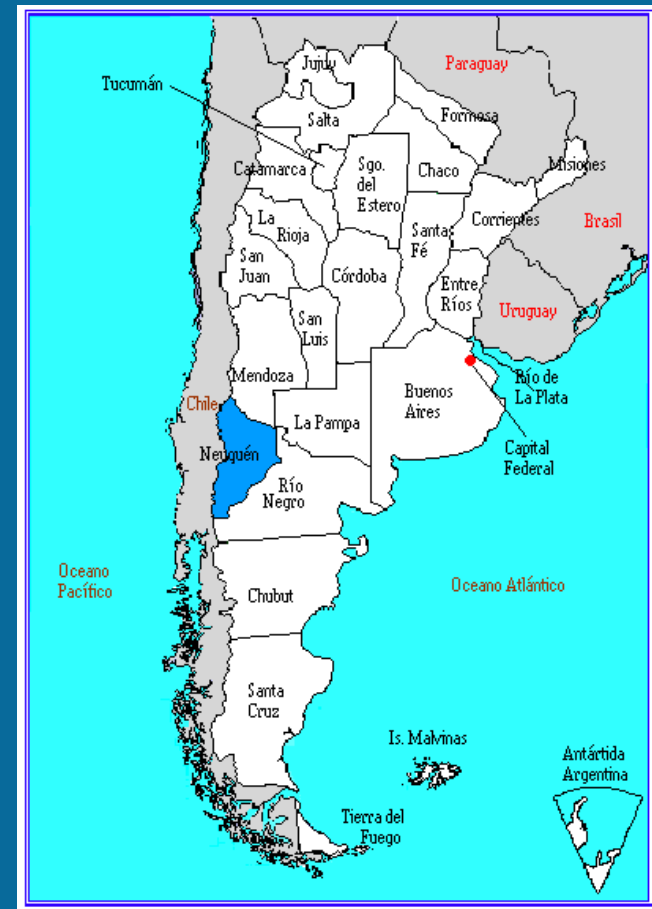 Jujuy
Paraguay
Tucumán
Formosa
Salta
Catamarca
Sgo.
del
Estero
Chaco
Misiones
La
Rioja
Santa
Fé
Corrientes
Brasil
San
Juan
Córdoba
Entre
Ríos
Uruguay
San
Luis
Mendoza
Río de
La Plata
Buenos
Aires
Chile
La Pampa
Capital
Federal
Neuquén
Río
Negro
Oceano
Pacífico
Oceano Atlántico
Chubut
Santa
Cruz
Is. Malvinas
Antártida
Argentina
Tierra del
Fuego